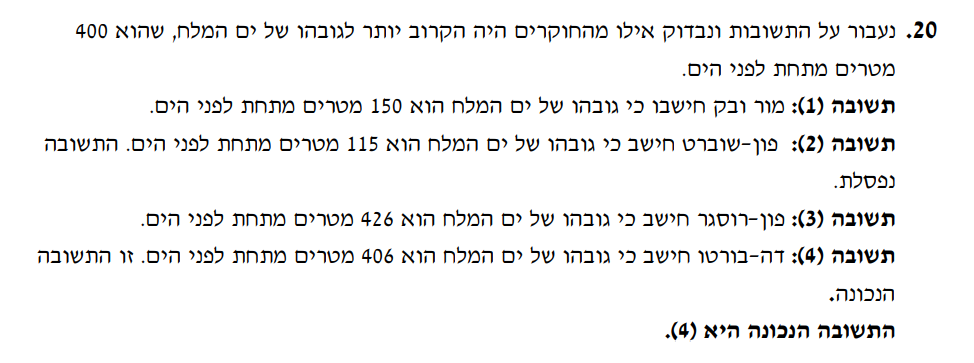 20. נעבור על התשובות ונבדוק אילו מהחוקרים היה הקרוב יותר לגובהו של ים המלח, שהוא 400
מטרים מתחת לפני הים.
תשובה (1): מור ובק חישבו כי גובהו של ים המלח הוא 150 מטרים מתחת לפני הים.
תשובה (2): פון-שוברט חישב כי גובהו של ים המלח הוא 115 מטרים מתחת לפני הים. התשובה
נפסלת.
תשובה (3): פון-רוסגר חישב כי גובהו של ים המלח הוא 426 מטרים מתחת לפני הים.
תשובה (4): דה-בורטו חישב כי גובהו של ים המלח הוא 406 מטרים מתחת לפני הים. זו התשובה
הנכונה.
התשובה הנכונה היא (4).